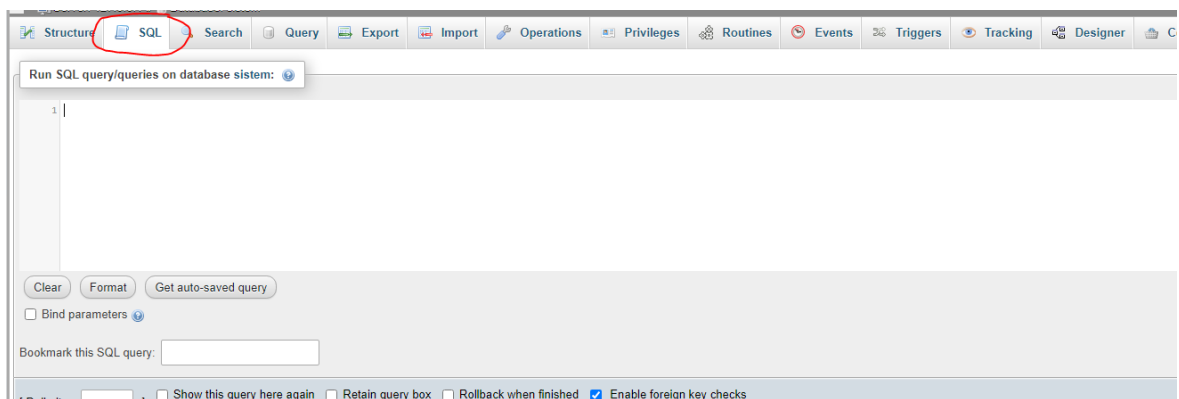 Structure SQL Search Query Export Import Operations Privileges Routines Events Triggers Tracking Designer
Run SQL query/queries on database sistem:
1
Clear Format Get auto-saved query
Bind parameters
Bookmark this SQL query:
Show this query here again Retain query box Rollback when finished Enable foreign key checks